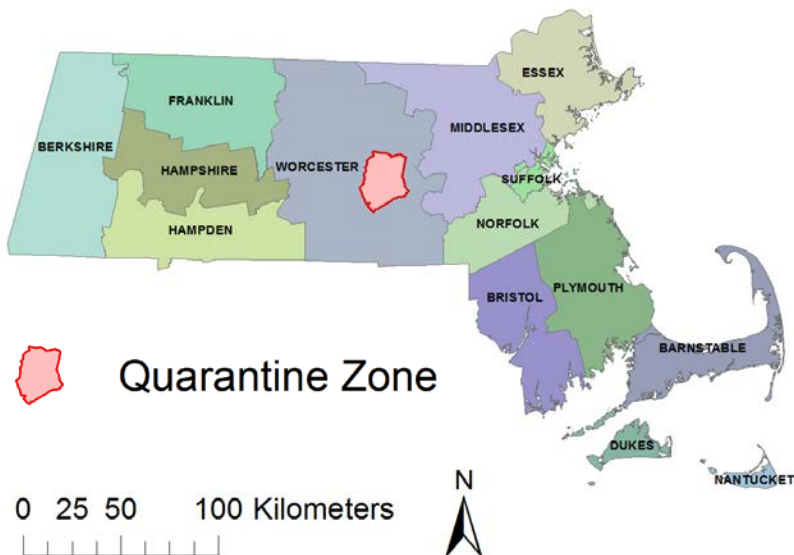 ESSEX
FRANKLIN
MIDDLESEX
BERKSHIRE
HAMPSHIRE
WORCESTER
SUFFOLK
NORFOLK
HAMPDEN
BRISTOL
PLYMOUTH
BARNSTABLE
Quarantine Zone
DUKES
NANTUCKET
N
0 25 50 100 Kilometers